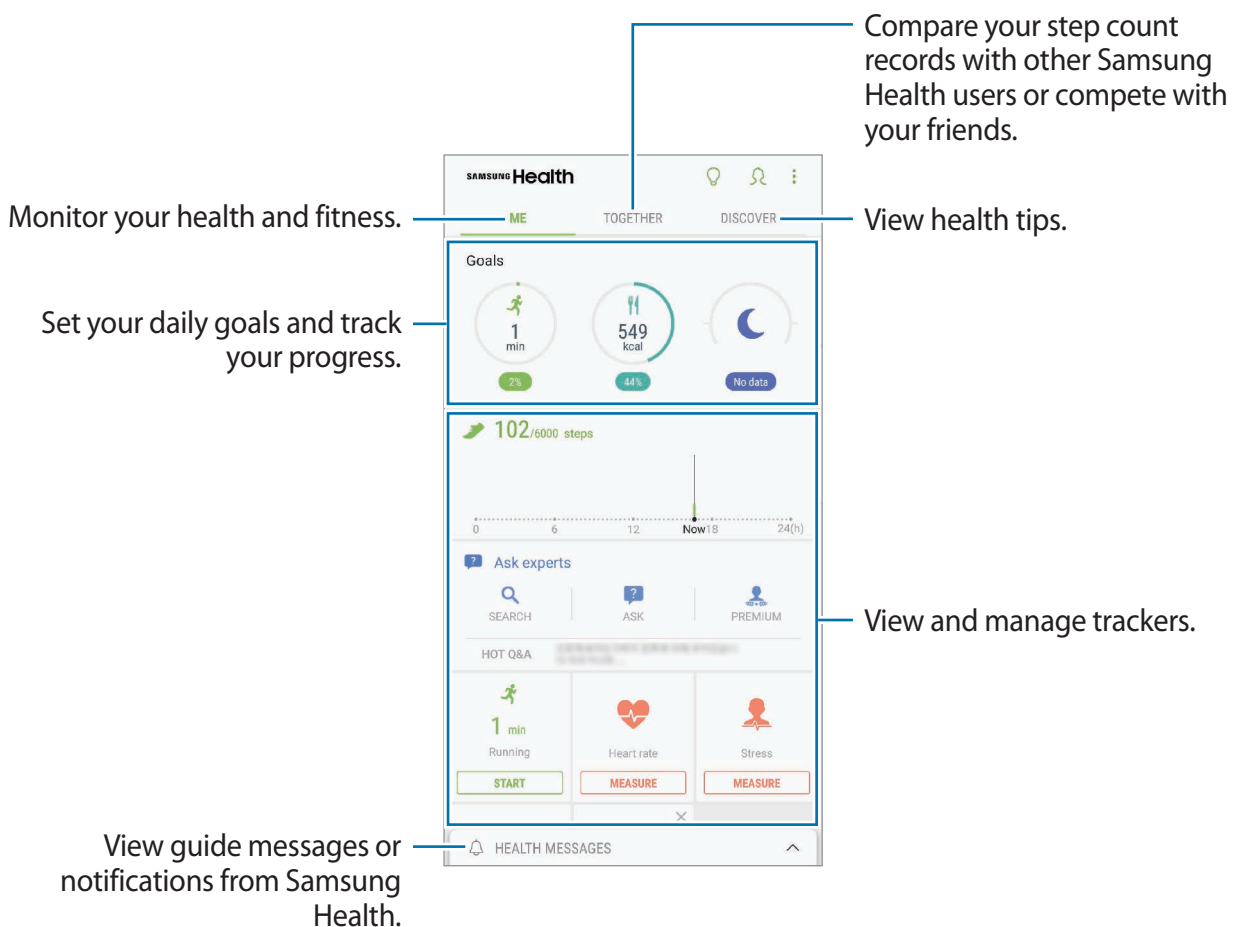 Compare your step count
records with other Samsung
Health users or compete with
your friends.
SAMSUNG Health
Monitor your health and fitness.
ME
TOGETHER
DISCOVER
View health tips.
Goals
Set your daily goals and track
your progress.
1
min
549
kcal
2%
44%
No data
102/6000 steps
0 6 12 Now 18 24(h)
? Ask experts
?
SEARCH
ASK
PREMIUM
View and manage trackers.
HOT Q&A
1 min
Running
Heart rate
Stress
START
MEASURE
MEASURE
View guide messages or
notifications from Samsung
Health.
HEALTH MESSAGES